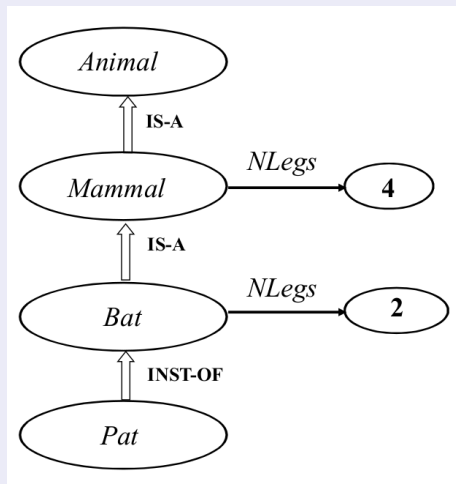 Animal
IS-A
NLegs
Mammal
4
IS-A
NLegs
Bat
2
INST-OF
Pat